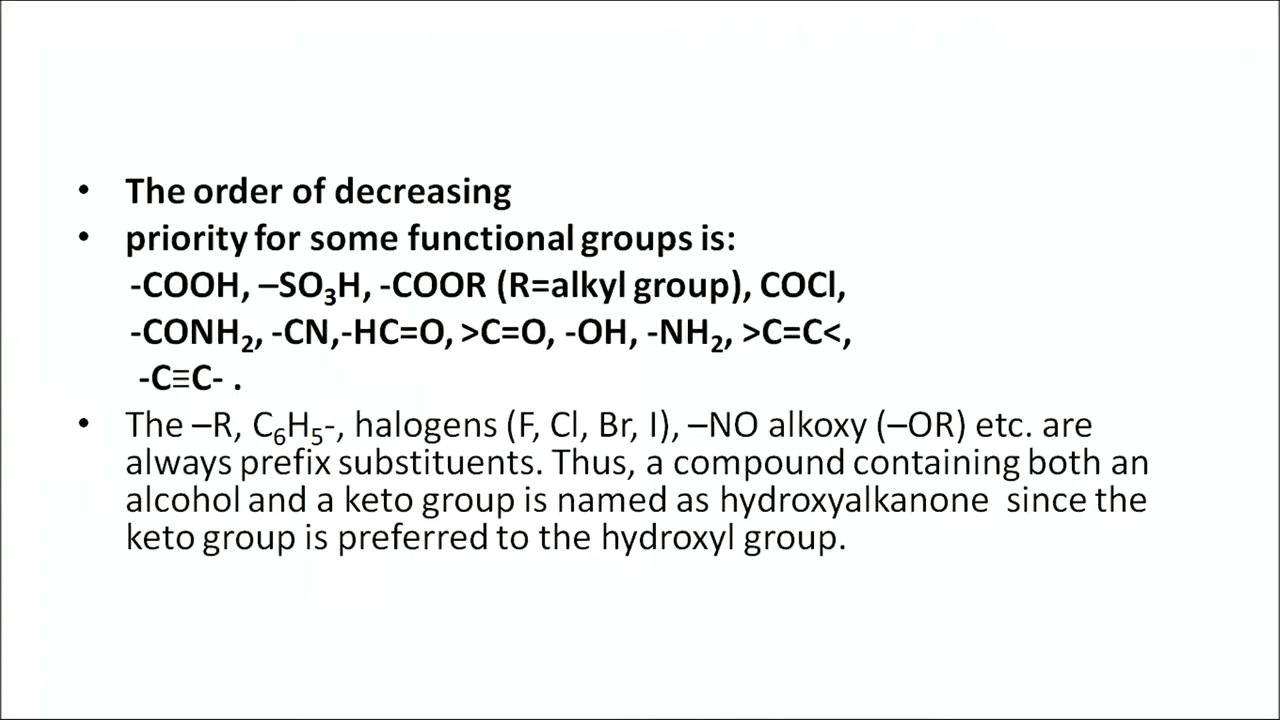 • The order of decreasing
• priority for some functional groups is:
-COOH, –SO₃H, -COOR (R=alkyl group), COCl,
-CONH₂, -CN,-HC=O, >C=O, -OH, -NH₂, >C=C<,
-C≡C- .
• The –R, C₆H₅-, halogens (F, Cl, Br, I), –NO alkoxy (–OR) etc. are
always prefix substituents. Thus, a compound containing both an
alcohol and a keto group is named as hydroxyalkanone since the
keto group is preferred to the hydroxyl group.